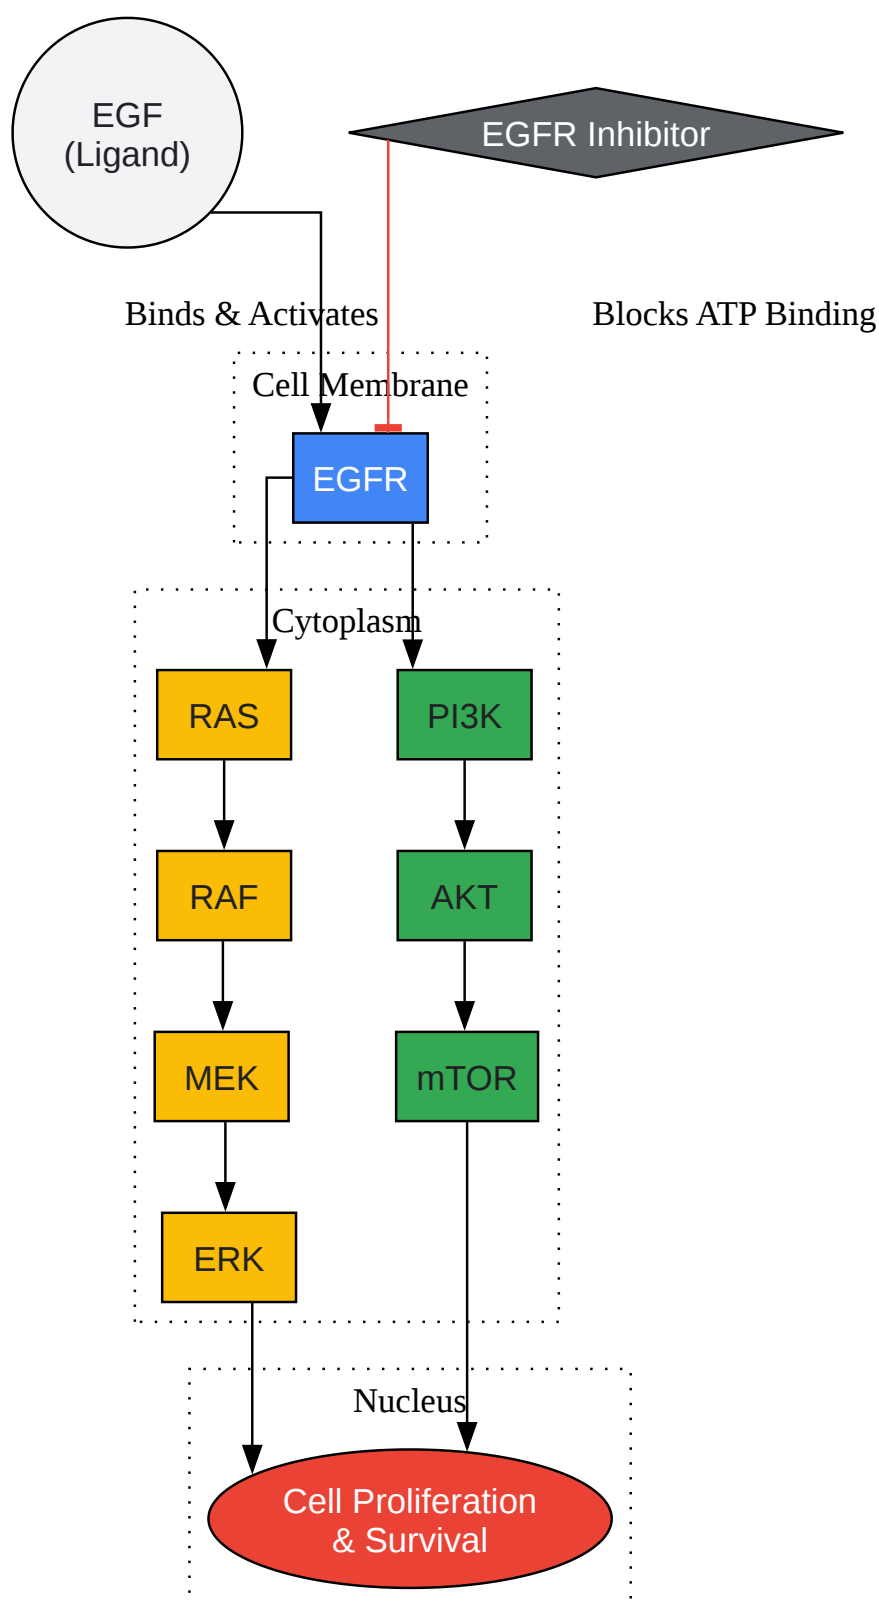 EGF
(Ligand)
EGFR Inhibitor
Binds & Activates
Blocks ATP Binding
Cell Membrane
EGFR
Cytoplasm
RAS
PI3K
RAF
AKT
MEK
mTOR
ERK
Nucleus
Cell Proliferation
& Survival